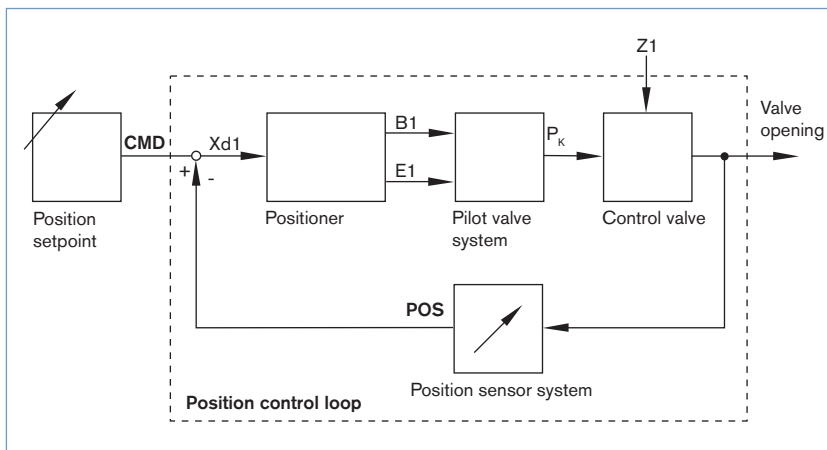 Z1
Valve
opening
CMD
Xd1
B1
P_K
+
-
E1
Position
setpoint
Positioner
Pilot valve
system
Control valve
POS
Position sensor system
Position control loop